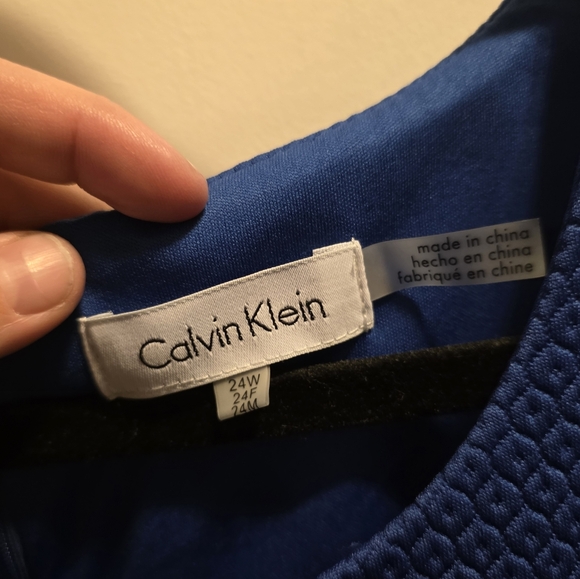 Calvin Klein
made in china
hecho en china
fabriqué en chine
24W
24F
24M